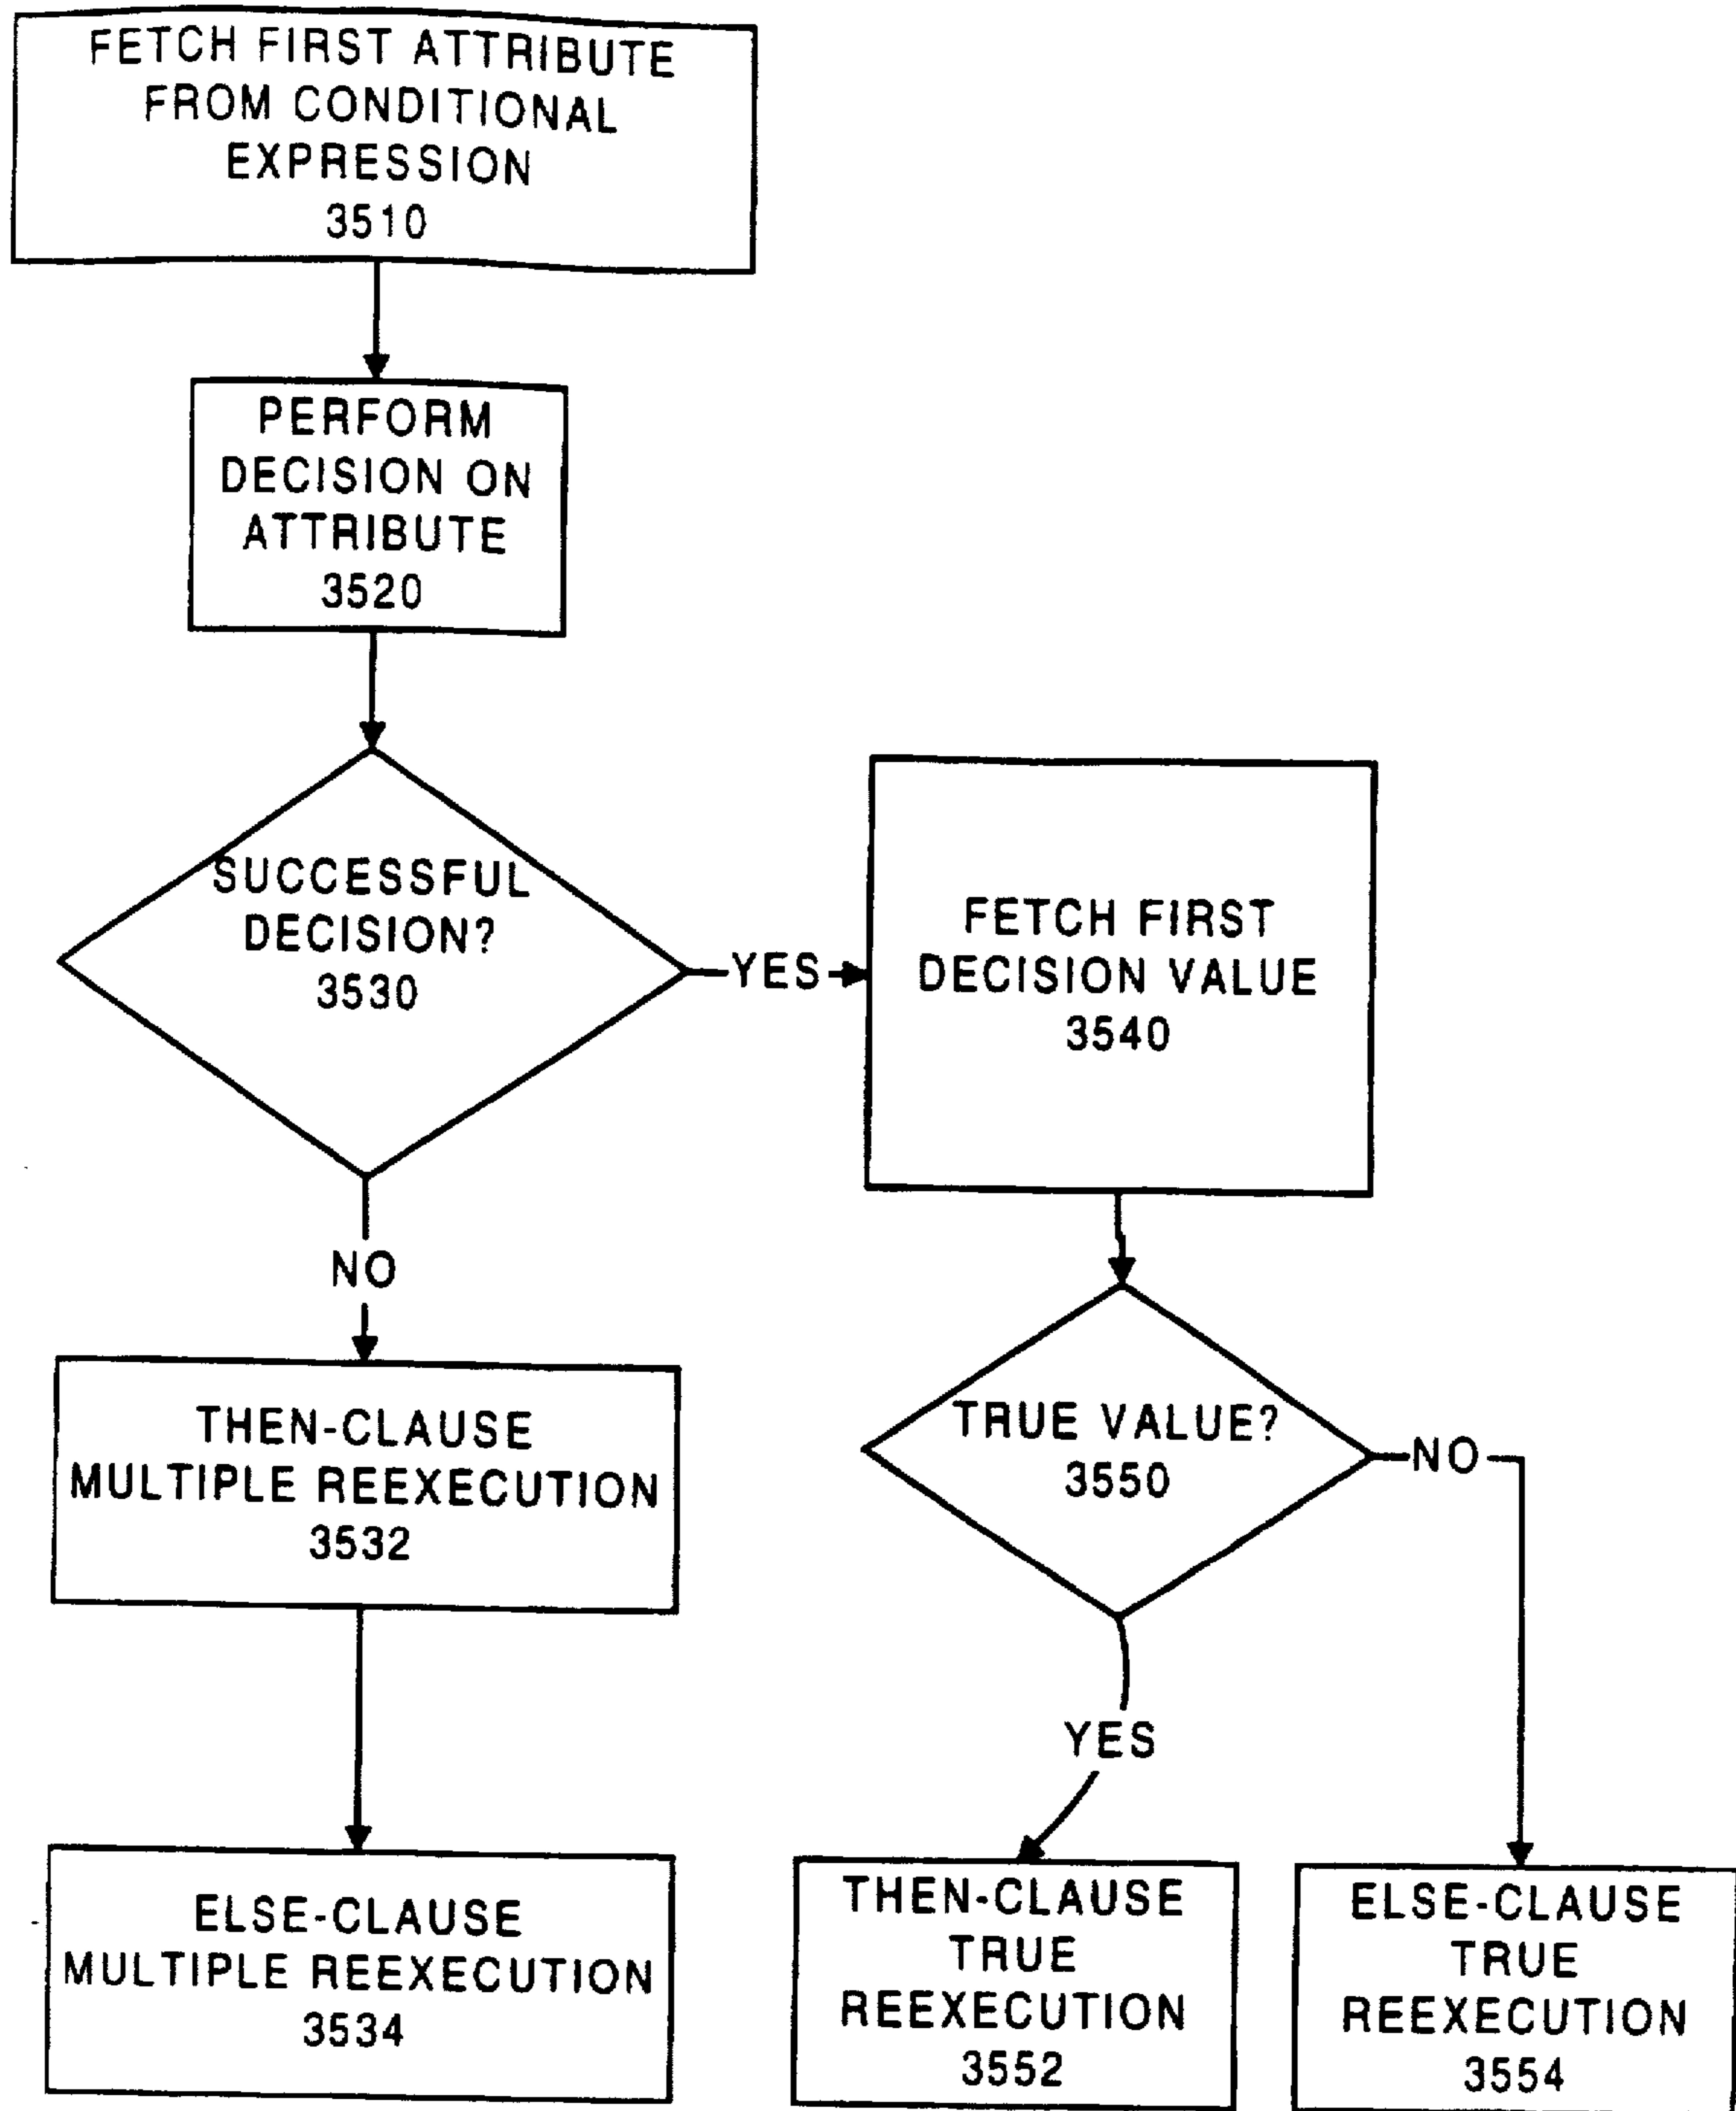 FETCH FIRST ATTRIBUTE
FROM CONDITIONAL
EXPRESSION
3510
PERFORM
DECISION ON
ATTRIBUTE
3520
SUCCESSFUL
DECISION?
3530
YES
FETCH FIRST
DECISION VALUE
3540
NO
THEN-CLAUSE
MULTIPLE REEXECUTION
3532
TRUE VALUE?
3550
NO
YES
ELSE-CLAUSE
MULTIPLE REEXECUTION
3534
THEN-CLAUSE
TRUE
REEXECUTION
3552
ELSE-CLAUSE
TRUE
REEXECUTION
3554